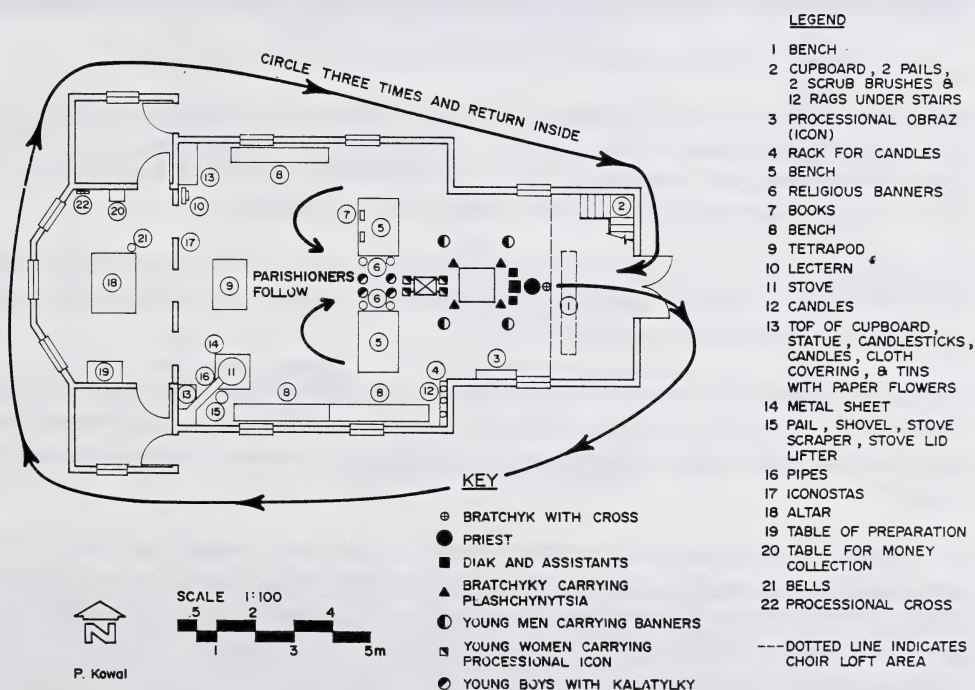 CIRCLE THREE TIMES AND RETURN INSIDE
22
20
21
13
10
8
2
17
7
5
6
18
9
PARISHIONERS
FOLLOW
6
1
14
5
3
19
16
11
4
13
12
15
8
8
KEY
BRATCHYK WITH CROSS
PRIEST
DIAK AND ASSISTANTS
BRATCHYKY CARRYING
PLASHCHYNYTSIA
YOUNG MEN CARRYING BANNERS
YOUNG WOMEN CARRYING
PROCESSIONAL ICON
YOUNG BOYS WITH KALATYLKY
N
P. Kowal
SCALE 1:100
.5 2 4
1 3 5m
LEGEND
1 BENCH
2 CUPBOARD, 2 PAILS,
2 SCRUB BRUSHES &
12 RAGS UNDER STAIRS
3 PROCESSIONAL OBRAZ
(ICON)
4 RACK FOR CANDLES
5 BENCH
6 RELIGIOUS BANNERS
7 BOOKS
8 BENCH
9 TETRAPOD
10 LECTERN
11 STOVE
12 CANDLES
13 TOP OF CUPBOARD,
STATUE, CANDLESTICKS,
CANDLES, CLOTH
COVERING, & TINS
WITH PAPER FLOWERS
14 METAL SHEET
15 PAIL, SHOVEL, STOVE
SCRAPER, STOVE LID
LIFTER
16 PIPES
17 ICONOSTAS
18 ALTAR
19 TABLE OF PREPARATION
20 TABLE FOR MONEY
COLLECTION
21 BELLS
22 PROCESSIONAL CROSS
---DOTTED LINE INDICATES
CHOIR LOFT AREA